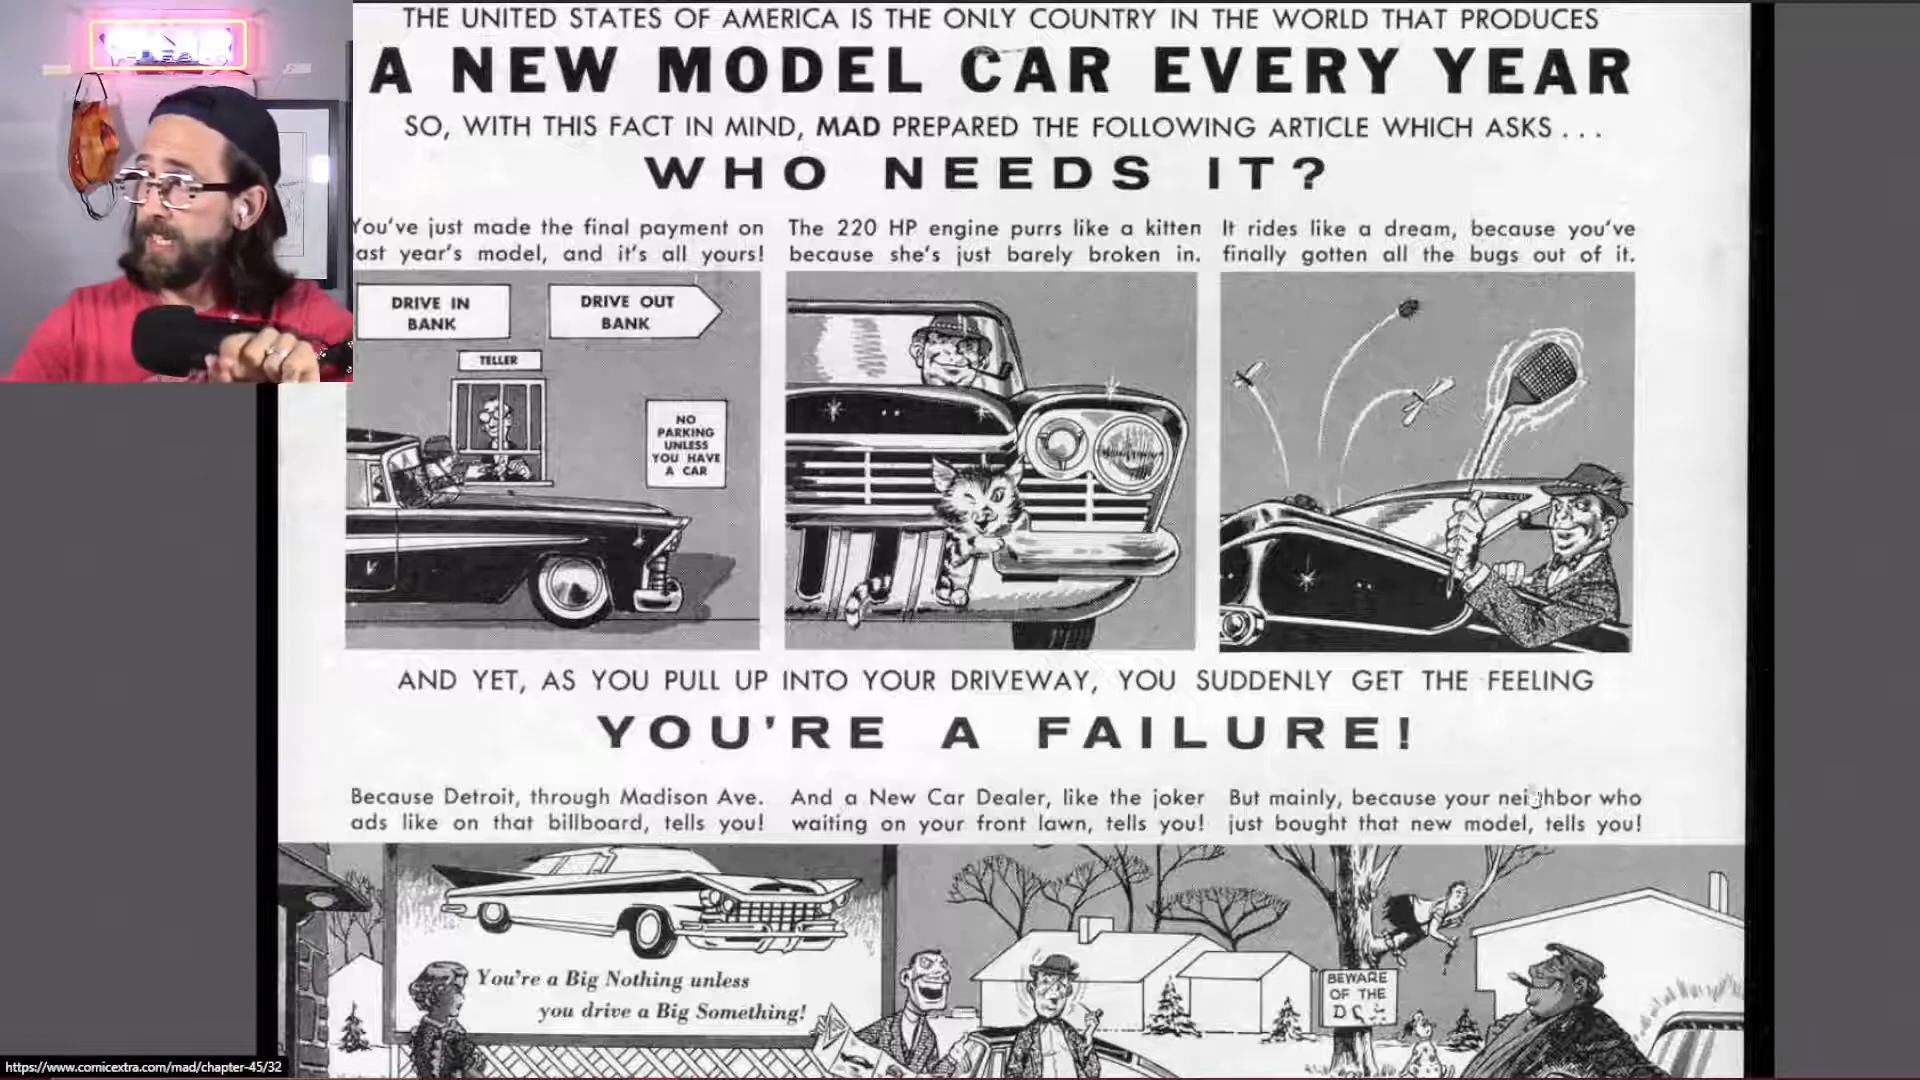 THE UNITED STATES OF AMERICA IS THE ONLY COUNTRY IN THE WORLD THAT PRODUCES
A NEW MODEL CAR EVERY YEAR
SO, WITH THIS FACT IN MIND, MAD PREPARED THE FOLLOWING ARTICLE WHICH ASKS . . .
WHO NEEDS IT?
You've just made the final payment on
last year's model, and it's all yours!
The 220 HP engine purrs like a kitten
because she's just barely broken in.
It rides like a dream, because you've
finally gotten all the bugs out of it.
DRIVE IN
BANK
DRIVE OUT
BANK
TELLER
NO
PARKING
UNLESS
YOU HAVE
A CAR
AND YET, AS YOU PULL UP INTO YOUR DRIVEWAY, YOU SUDDENLY GET THE FEELING
YOU'RE A FAILURE!
Because Detroit, through Madison Ave.
ads like on that billboard, tells you!
And a New Car Dealer, like the joker
waiting on your front lawn, tells you!
But mainly, because your neighbor who
just bought that new model, tells you!
You're a Big Nothing unless
you drive a Big Something!
BEWARE
OF THE
https://www.comicextra.com/mad/chapter-45/32